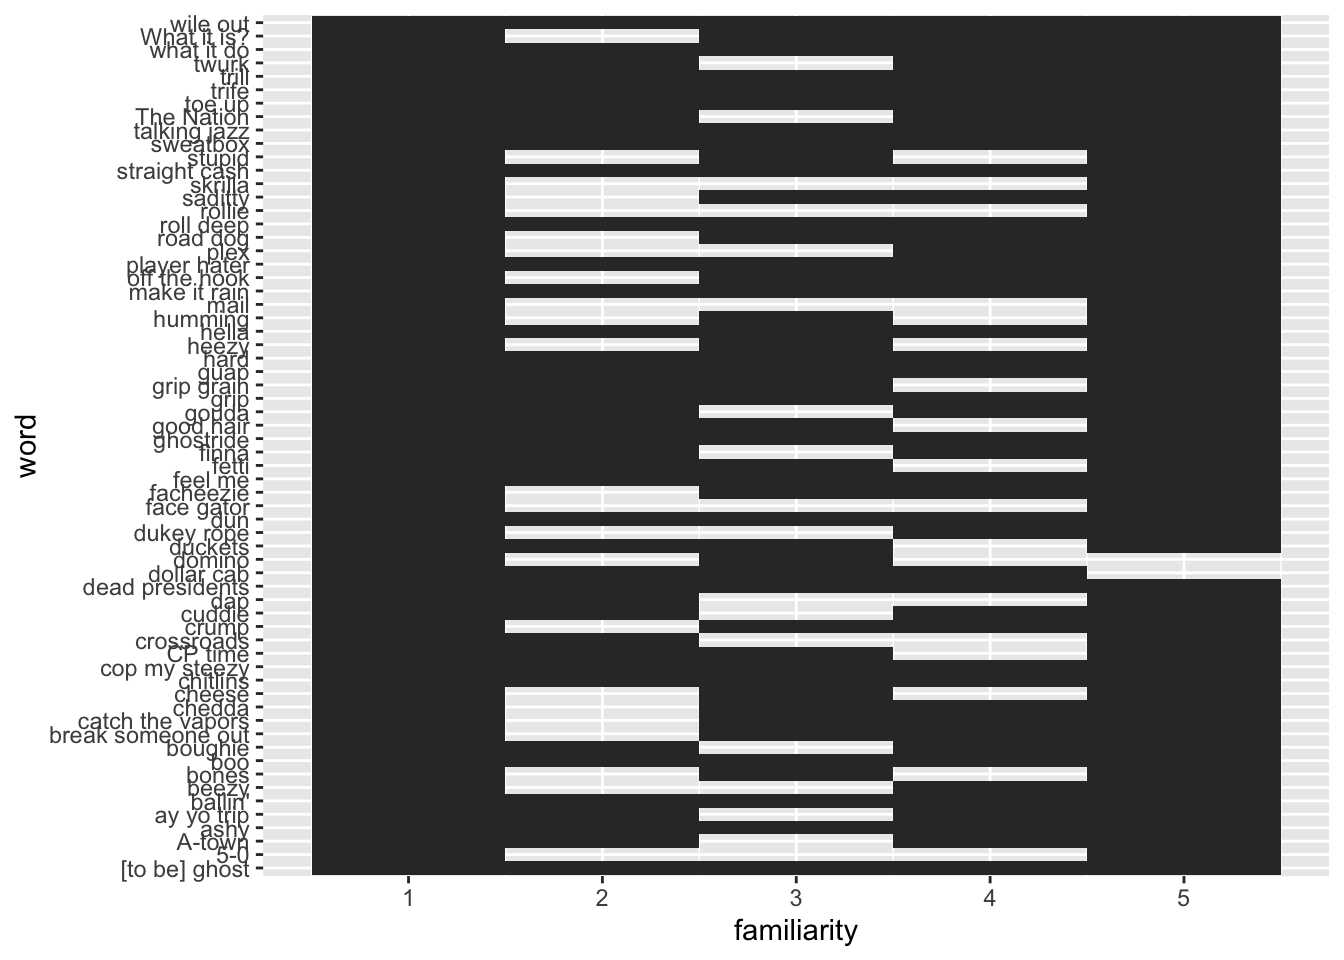 wile out
What it is?
what it do
twurk
trill
trife
toe up
The Nation
talking jazz
sweatbox
stupid
straight cash
skrilla
saditty
rollie
roll deep
road dog
plex
player hater
off the hook
make it rain
mail
humming
hella
heezy
hard
guap
grip grain
grip
gouda
good hair
ghostride
finna
fetti
feel me
facheezie
face gator
dun
dukey rope
duckets
domino
dollar cab
dead presidents
dap
cuddie
crump
crossroads
CP time
cop my steezy
chitlins
cheese
chedda
catch the vapors
break someone out
boughie
boo
bones
beezy
ballin'
ay yo trip
ashy
A-town
5-0
[to be] ghost
word
1 2 3 4 5
familiarity